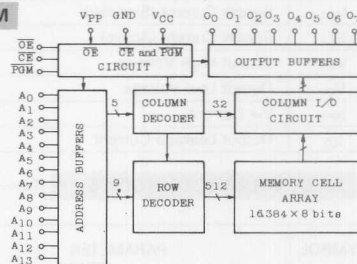 M
VPP GND VCC O0 O1 O2 O3 O4 O5 O6 O7
OE
CE
PGM
OE CE and PGM
CIRCUIT
OUTPUT BUFFERS
A0
A1
A2
A3
A4
A5
A6
A7
A8
A9
A10
A11
A12
A13
ADDRESS BUFFERS
5
COLUMN
DECODER
32
COLUMN I/O
CIRCUIT
9
ROW
DECODER
512
MEMORY CELL
ARRAY
16384 × 8 bits